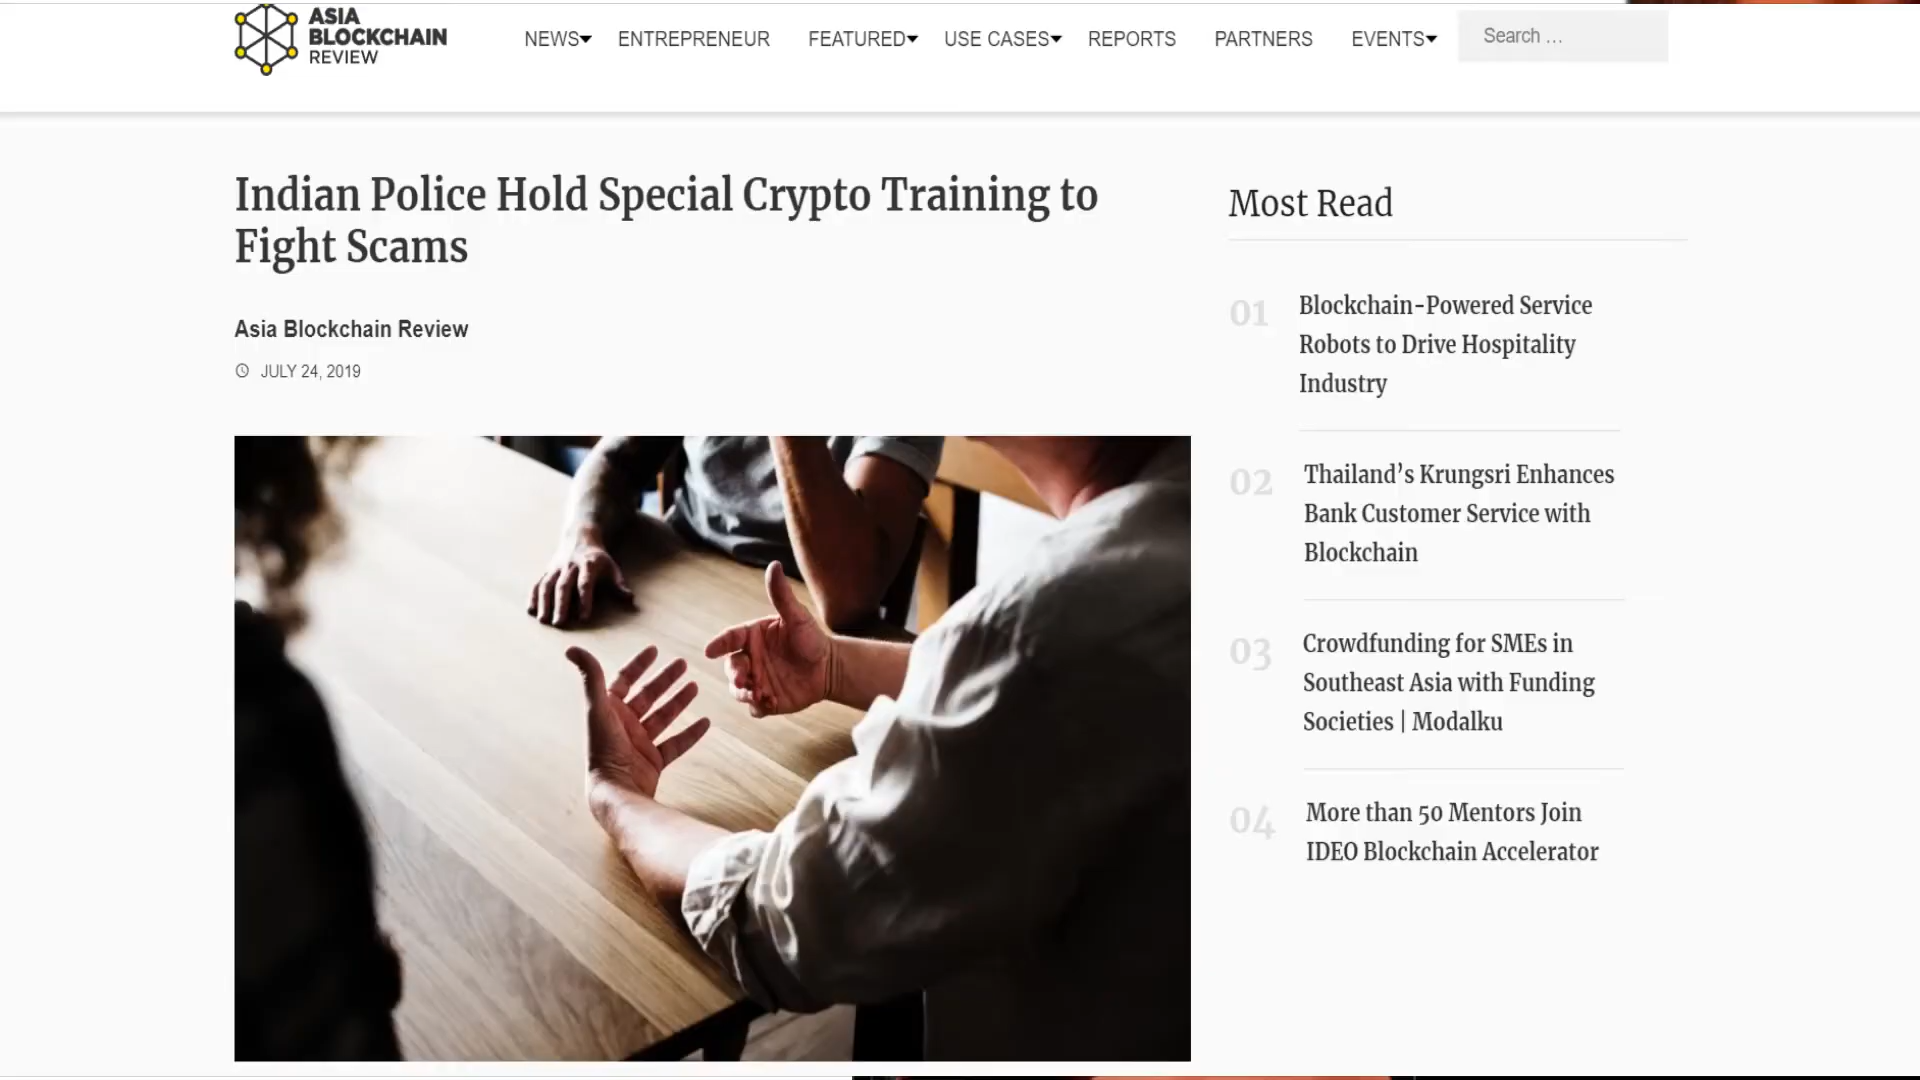 ASIA
BLOCKCHAIN
REVIEW
NEWS ENTREPRENEUR FEATURED USE CASES REPORTS PARTNERS EVENTS Search ...
Indian Police Hold Special Crypto Training to
Fight Scams
Asia Blockchain Review
JULY 24, 2019
Most Read
01 Blockchain-Powered Service
Robots to Drive Hospitality
Industry
02 Thailand's Krungsri Enhances
Bank Customer Service with
Blockchain
03 Crowdfunding for SMEs in
Southeast Asia with Funding
Societies | Modalku
04 More than 50 Mentors Join
IDEO Blockchain Accelerator